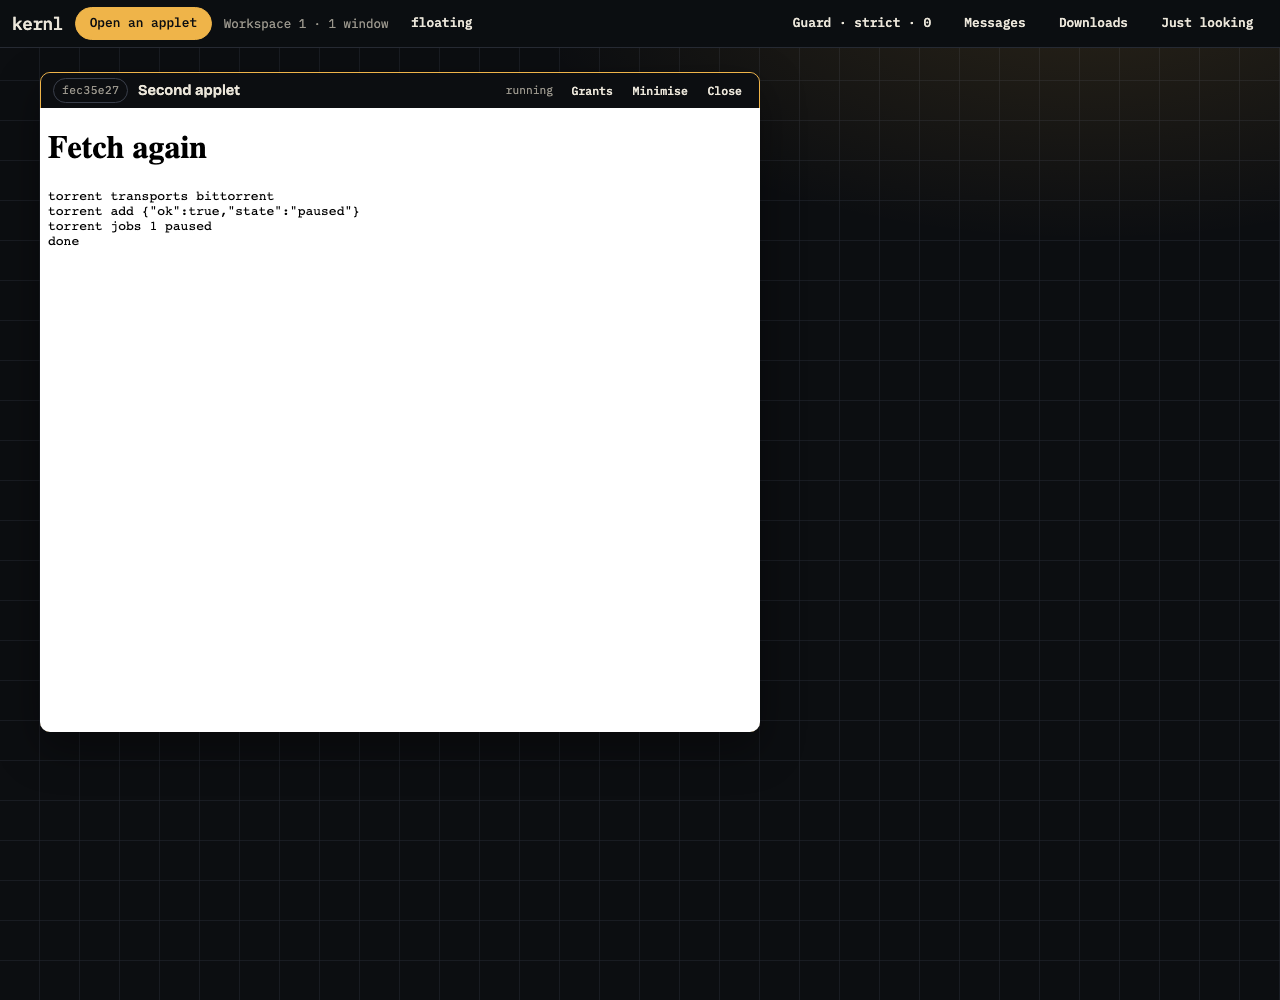 kernl Open an applet Workspace 1 · 1 window floating Guard · strict · 0 Messages Downloads Just looking
fec35e27 Second applet running Grants Minimise Close
Fetch again
torrent transports bittorrent
torrent add {"ok":true,"state":"paused"}
torrent jobs 1 paused
done